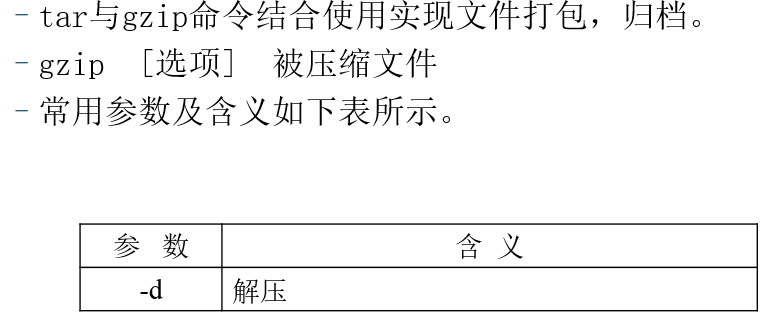 - tar与gzip命令结合使用实现文件打包，归档。
- gzip [选项] 被压缩文件
- 常用参数及含义如下表所示。
参 数 含 义
-d 解压